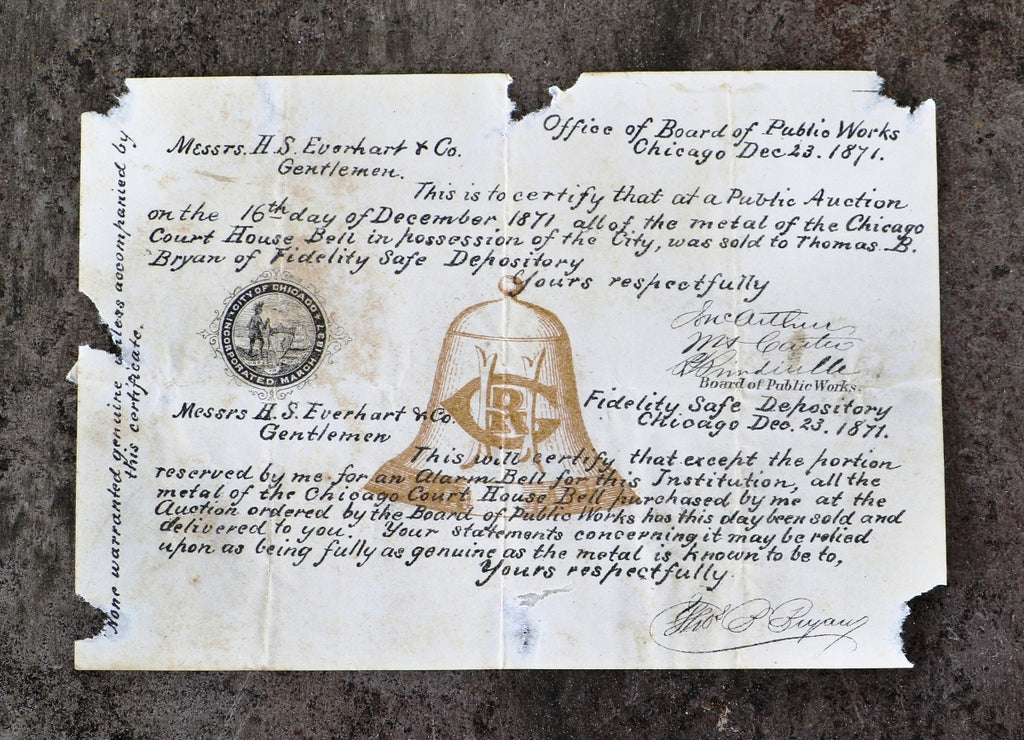 Office of Board of Public Works
Chicago Dec 23. 1871.
Messrs. H. S. Everhart & Co.
Gentlemen.
This is to certify that at a Public Auction
on the 16th day of December 1871 all of the metal of the Chicago
Court House Bell in possession of the City, was sold to Thomas. B.
Bryan of Fidelity Safe Depository
Yours respectfully
CITY OF CHICAGO
INCORPORATED MARCH. 1837
Jno McArthur
Board of Public Works.
Fidelity Safe Depository
Chicago Dec. 23. 1871.
Messrs H. S. Everhart & Co.
Gentlemen
This will certify, that except the portion
reserved by me for an Alarm Bell for this Institution, all the
metal of the Chicago Court House Bell purchased by me at the
Auction ordered by the Board of Public Works has this day been sold and
delivered to you. Your statements concerning it may be relied
upon as being fully as genuine as the metal is known to be to,
Yours respectfully.
Thos B Bryan
None warranted genuine unless accompanied by
this certificate.